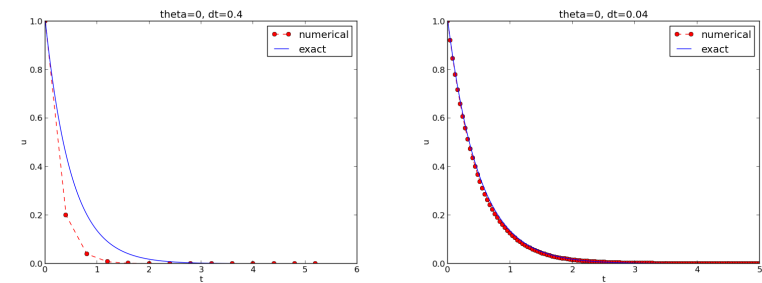 theta=0, dt=0.4
1.0
0.8
0.6
0.4
0.2
0.0
u
numerical
exact
0 1 2 3 4 5 6
t
theta=0, dt=0.04
1.0
0.8
0.6
0.4
0.2
0.0
u
numerical
exact
0 1 2 3 4 5
t